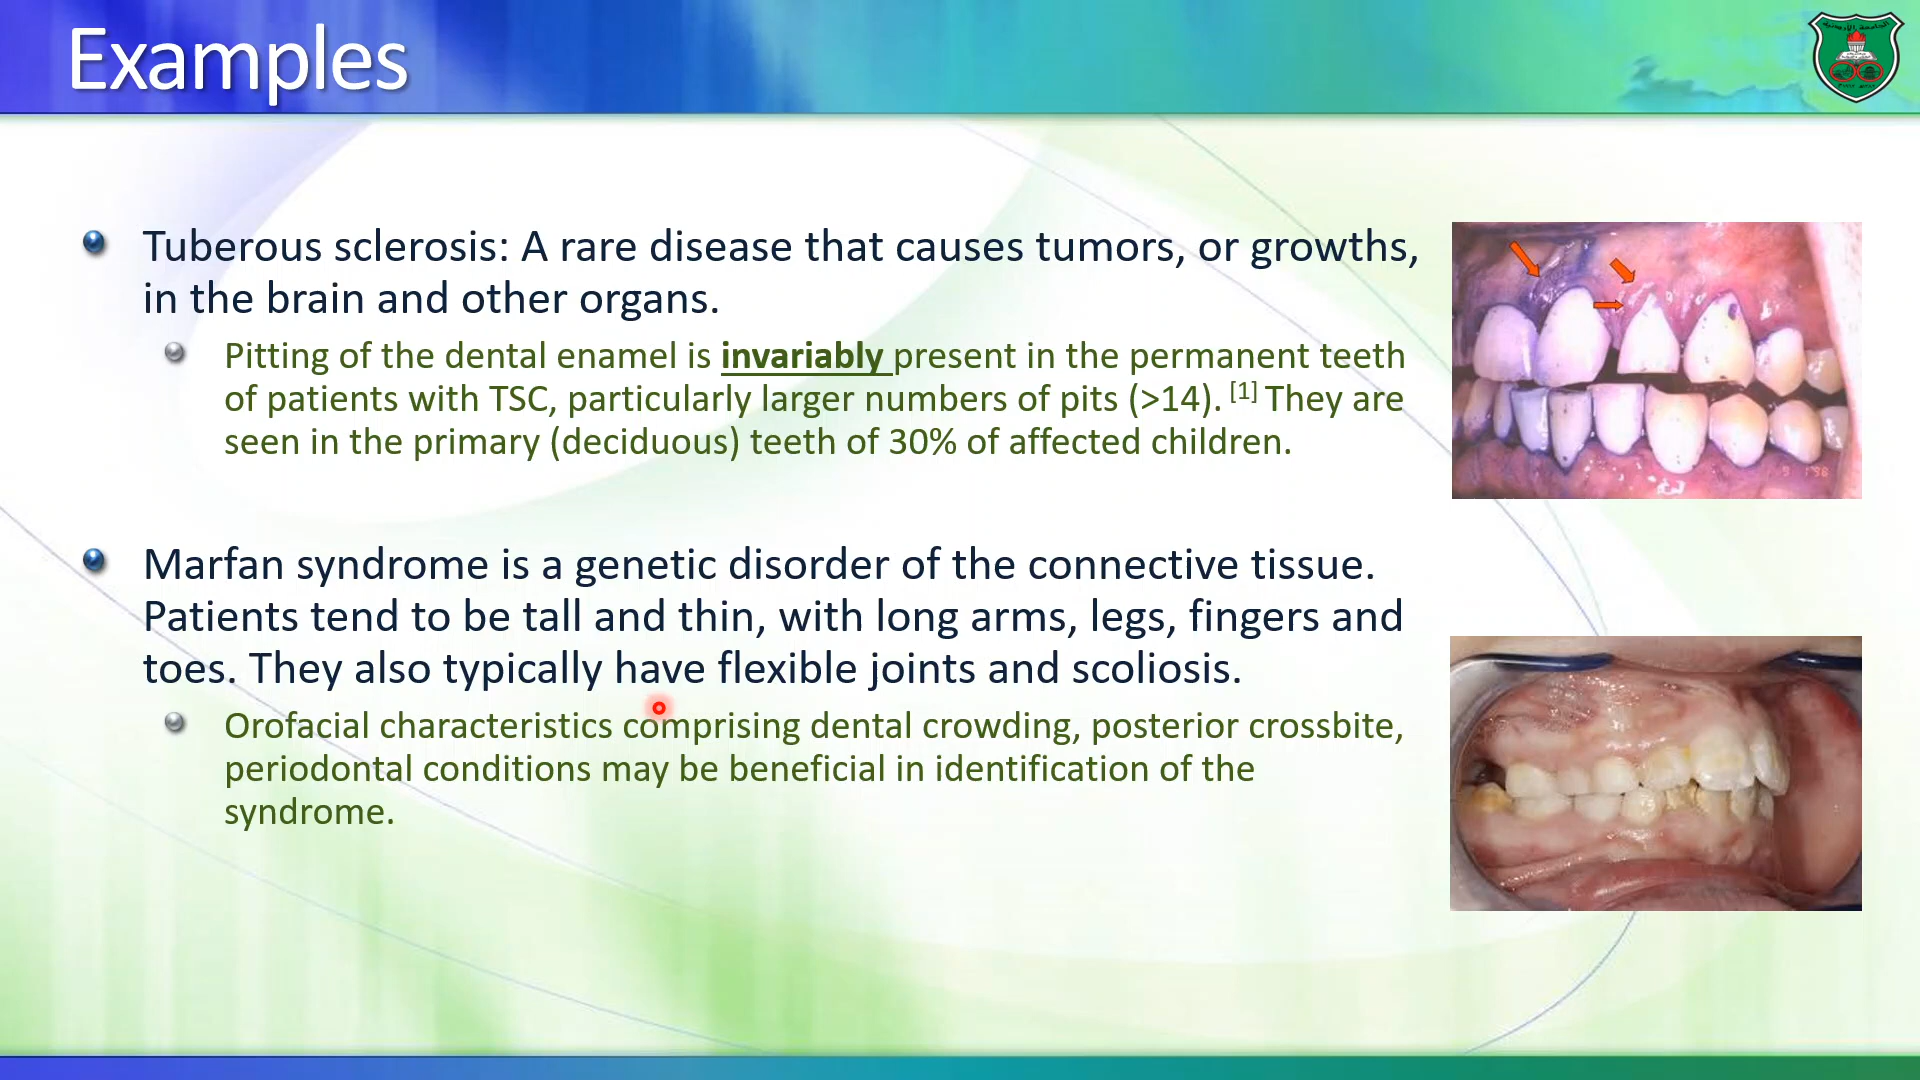 Examples
Tuberous sclerosis: A rare disease that causes tumors, or growths,
in the brain and other organs.
Pitting of the dental enamel is invariably present in the permanent teeth
of patients with TSC, particularly larger numbers of pits (>14). [1] They are
seen in the primary (deciduous) teeth of 30% of affected children.
Marfan syndrome is a genetic disorder of the connective tissue.
Patients tend to be tall and thin, with long arms, legs, fingers and
toes. They also typically have flexible joints and scoliosis.
Orofacial characteristics comprising dental crowding, posterior crossbite,
periodontal conditions may be beneficial in identification of the
syndrome.